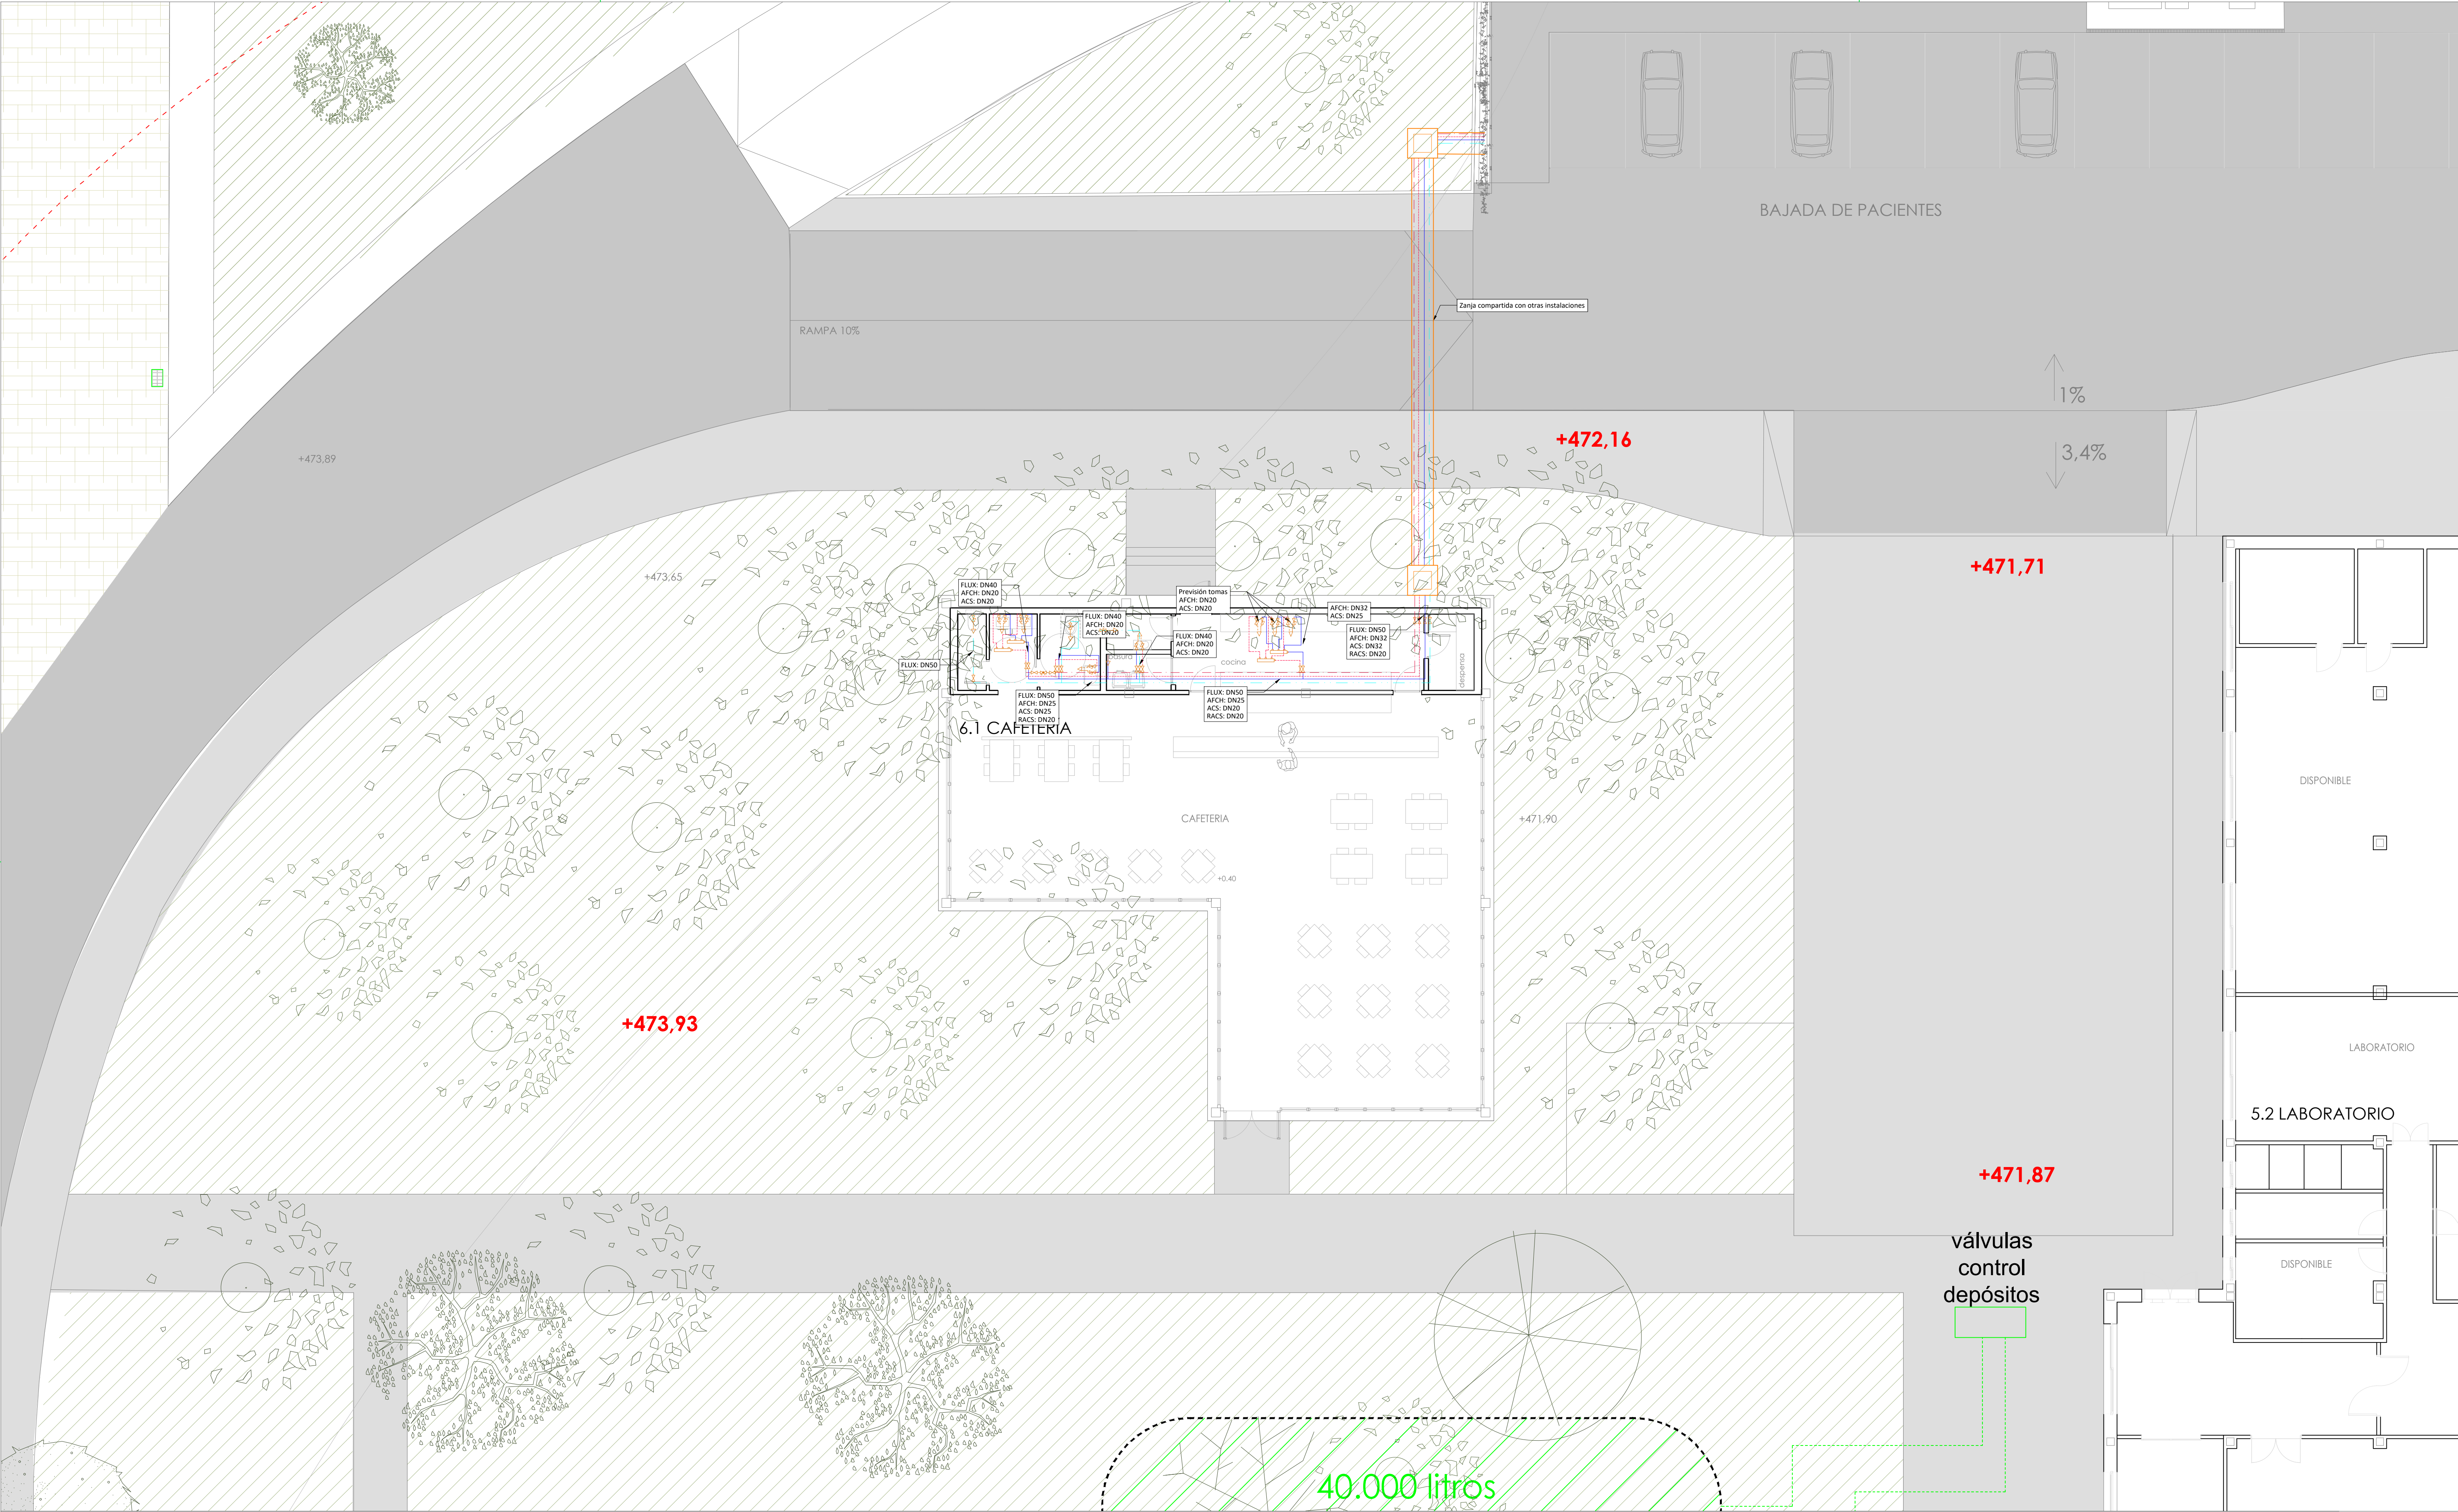 BAJADA DE PACIENTES
Zanja compartida con otras instalaciones
RAMPA 10%
1%
+472,16
3,4%
+473,89
+471,71
+473,65
FLUX: DN40
AFCH: DN20
ACS: DN20
Previsión tomas
AFCH: DN20
ACS: DN20
AFCH: DN32
ACS: DN25
FLUX: DN40
AFCH: DN20
ACS: DN20
FLUX: DN50
AFCH: DN32
ACS: DN32
RACS: DN20
FLUX: DN40
AFCH: DN20
ACS: DN20
FLUX: DN50
basura
cocina
despensa
FLUX: DN50
AFCH: DN25
ACS: DN25
RACS: DN20
FLUX: DN50
AFCH: DN25
ACS: DN20
RACS: DN20
6.1 CAFETERIA
DISPONIBLE
CAFETERIA
+471,90
+0.40
+473,93
LABORATORIO
5.2 LABORATORIO
+471,87
válvulas
control
depósitos
DISPONIBLE
40.000 litros